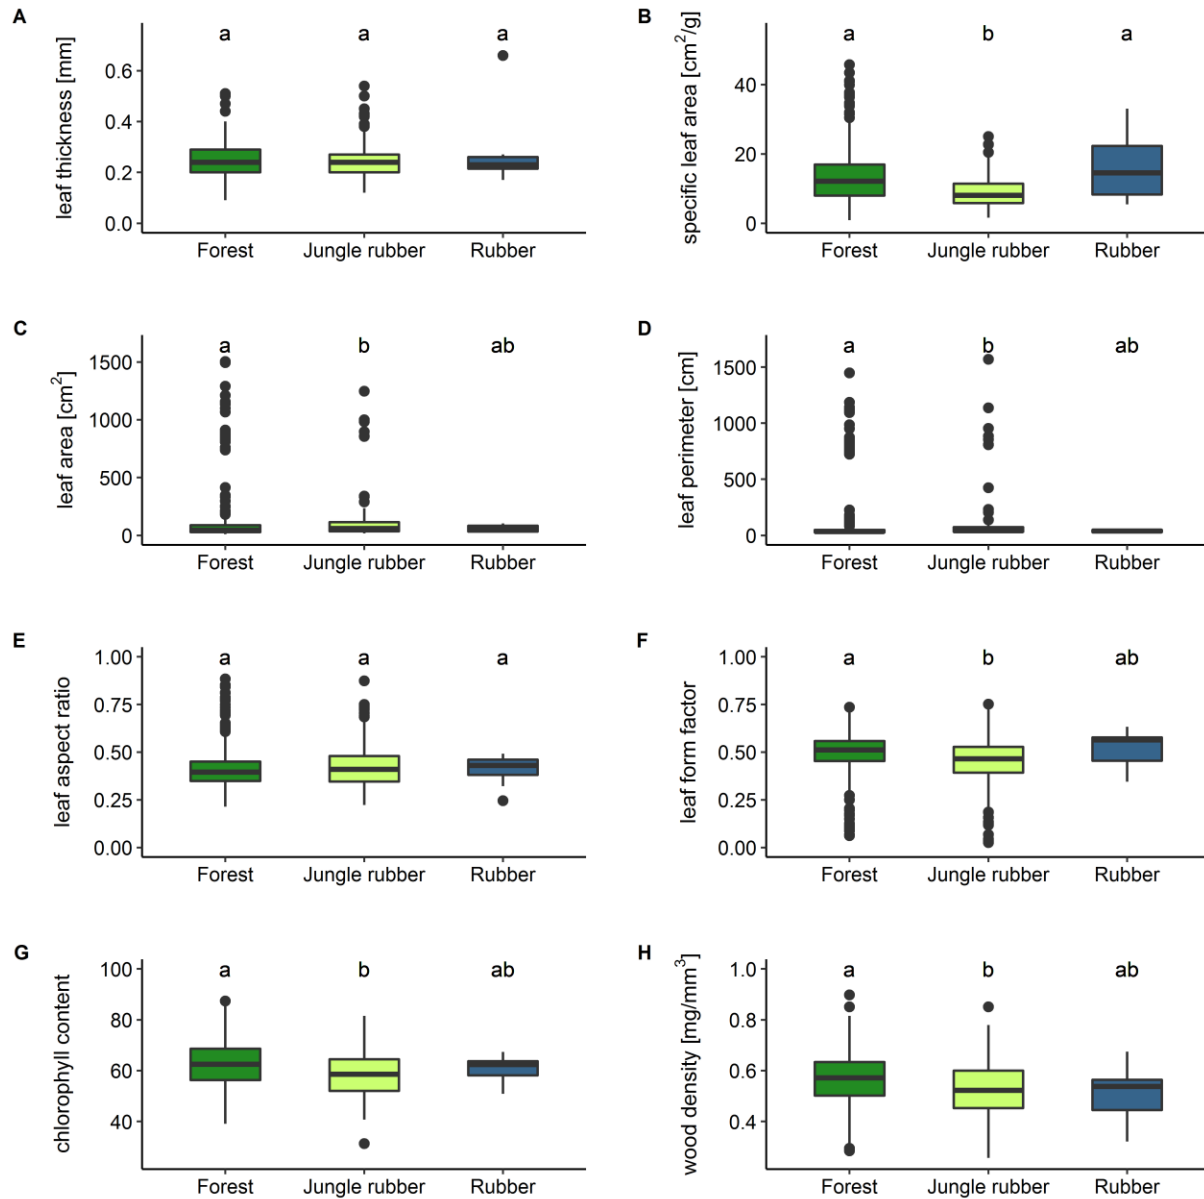 A
leaf thickness [mm]
0.6
0.4
0.2
0.0
a a a
Forest Jungle rubber Rubber
B
specific leaf area [cm²/g]
40
20
0
a b a
Forest Jungle rubber Rubber
C
leaf area [cm²]
1500
1000
500
0
a b ab
Forest Jungle rubber Rubber
D
leaf perimeter [cm]
1500
1000
500
0
a b ab
Forest Jungle rubber Rubber
E
leaf aspect ratio
1.00
0.75
0.50
0.25
0.00
a a a
Forest Jungle rubber Rubber
F
leaf form factor
1.00
0.75
0.50
0.25
0.00
a b ab
Forest Jungle rubber Rubber
G
chlorophyll content
100
80
60
40
a b ab
Forest Jungle rubber Rubber
H
wood density [mg/mm³]
1.0
0.8
0.6
0.4
a b ab
Forest Jungle rubber Rubber